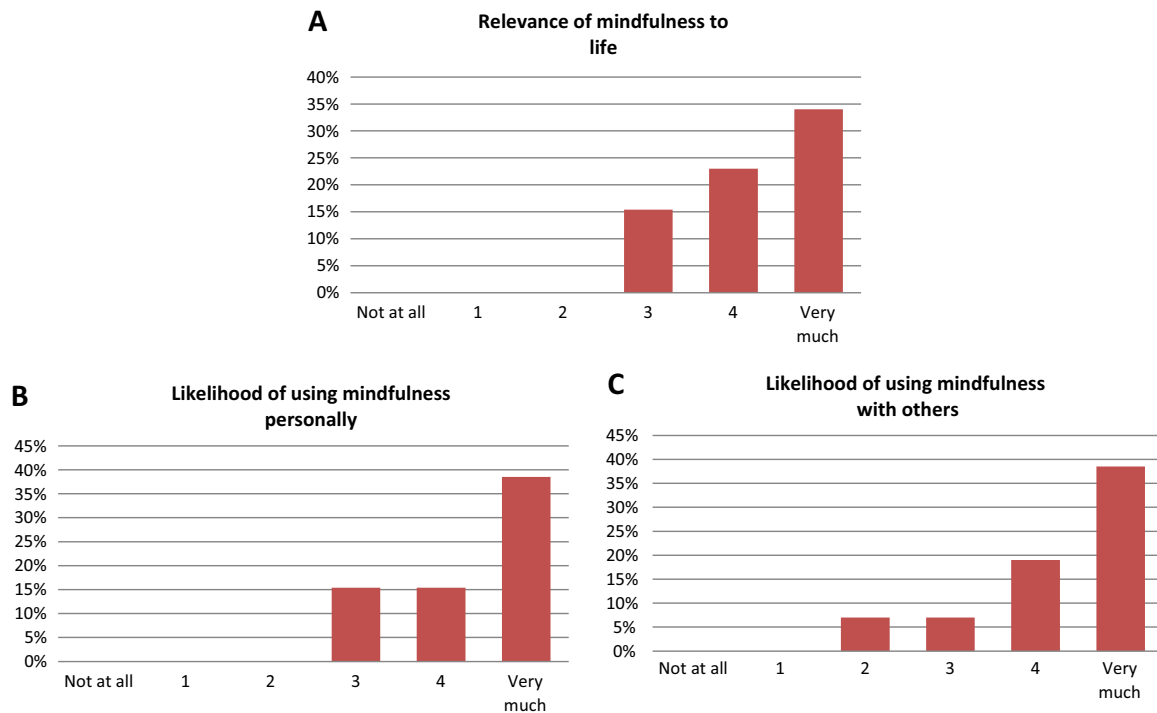 A
Relevance of mindfulness to
life
40%
35%
30%
25%
20%
15%
10%
5%
0%
Not at all 1 2 3 4 Very
much
B
Likelihood of using mindfulness
personally
45%
40%
35%
30%
25%
20%
15%
10%
5%
0%
Not at all 1 2 3 4 Very
much
C
Likelihood of using mindfulness
with others
45%
40%
35%
30%
25%
20%
15%
10%
5%
0%
Not at all 1 2 3 4 Very
much